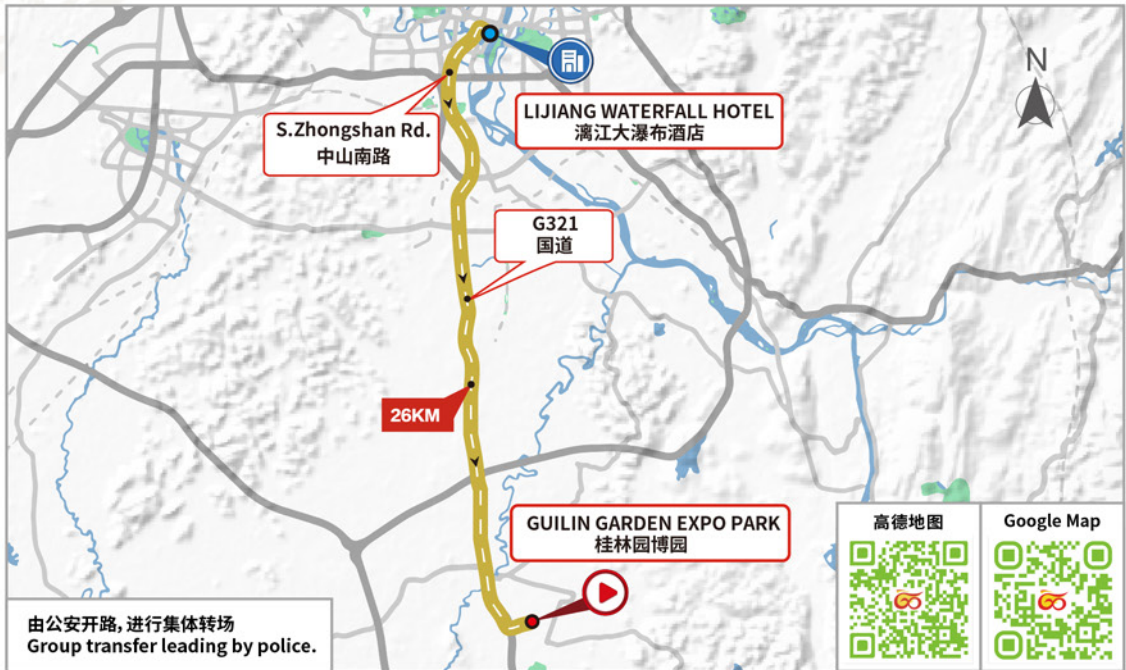 N
LIJIANG WATERFALL HOTEL
漓江大瀑布酒店
S.Zhongshan Rd.
中山南路
G321
国道
26KM
GUILIN GARDEN EXPO PARK
桂林园博园
高德地图
Google Map
由公安开路,进行集体转场
Group transfer leading by police.